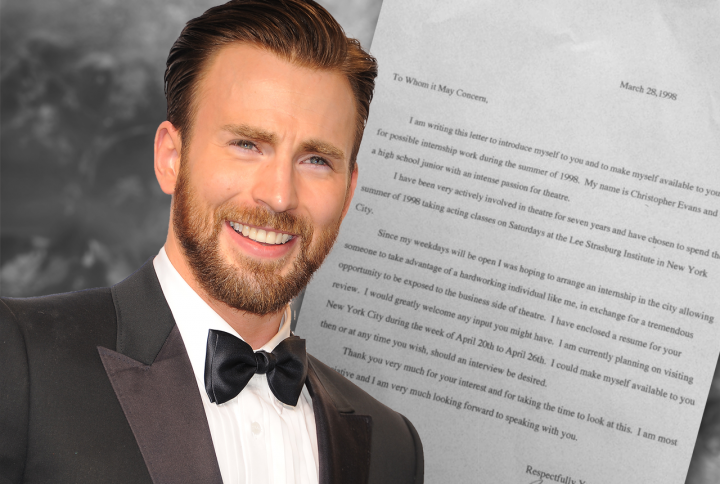 March 28,1998
To Whom it May Concern,
I am writing this letter to introduce myself to you and to make myself available to you
for possible internship work during the summer of 1998. My name is Christopher Evans and
a high school junior with an intense passion for theatre.
I have been very actively involved in theatre for seven years and have chosen to spend the
summer of 1998 taking acting classes on Saturdays at the Lee Strasburg Institute in New York
City.
Since my weekdays will be open I was hoping to arrange an internship in the city allowing
someone to take advantage of a hardworking individual like me, in exchange for a tremendous
opportunity to be exposed to the business side of theatre. I have enclosed a resume for your
review. I would greatly welcome any input you might have. I am currently planning on visiting
New York City during the week of April 20th to April 26th. I could make myself available to you
then or at any time you wish, should an interview be desired.
Thank you very much for your interest and for taking the time to look at this. I am most
and I am very much looking forward to speaking with you.
Respectfully